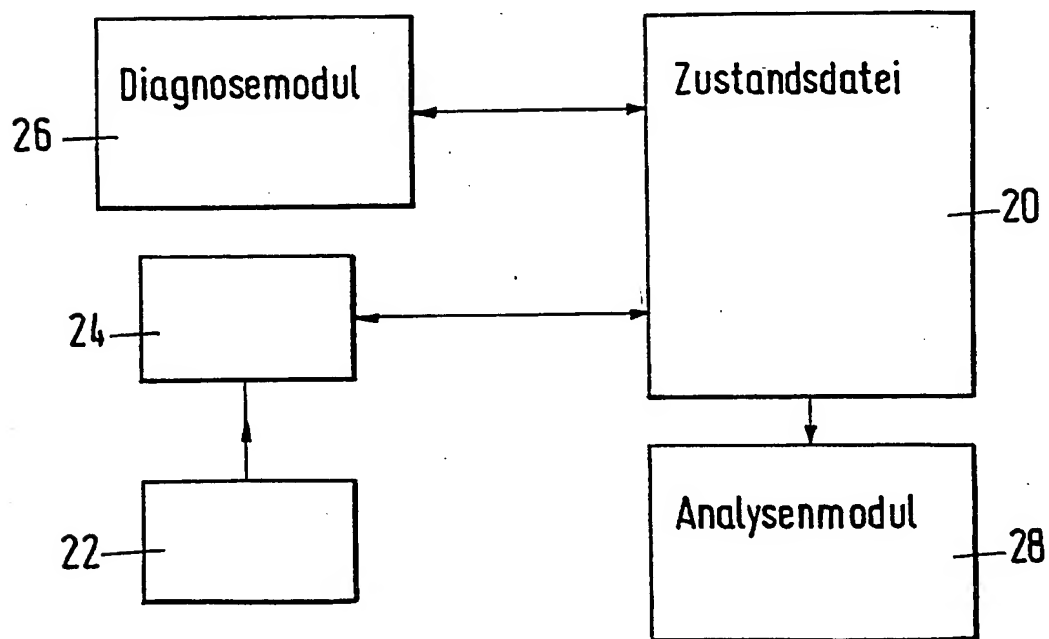 Diagnosemodul
26
Zustandsdatei
20
24
22
Analysenmodul
28